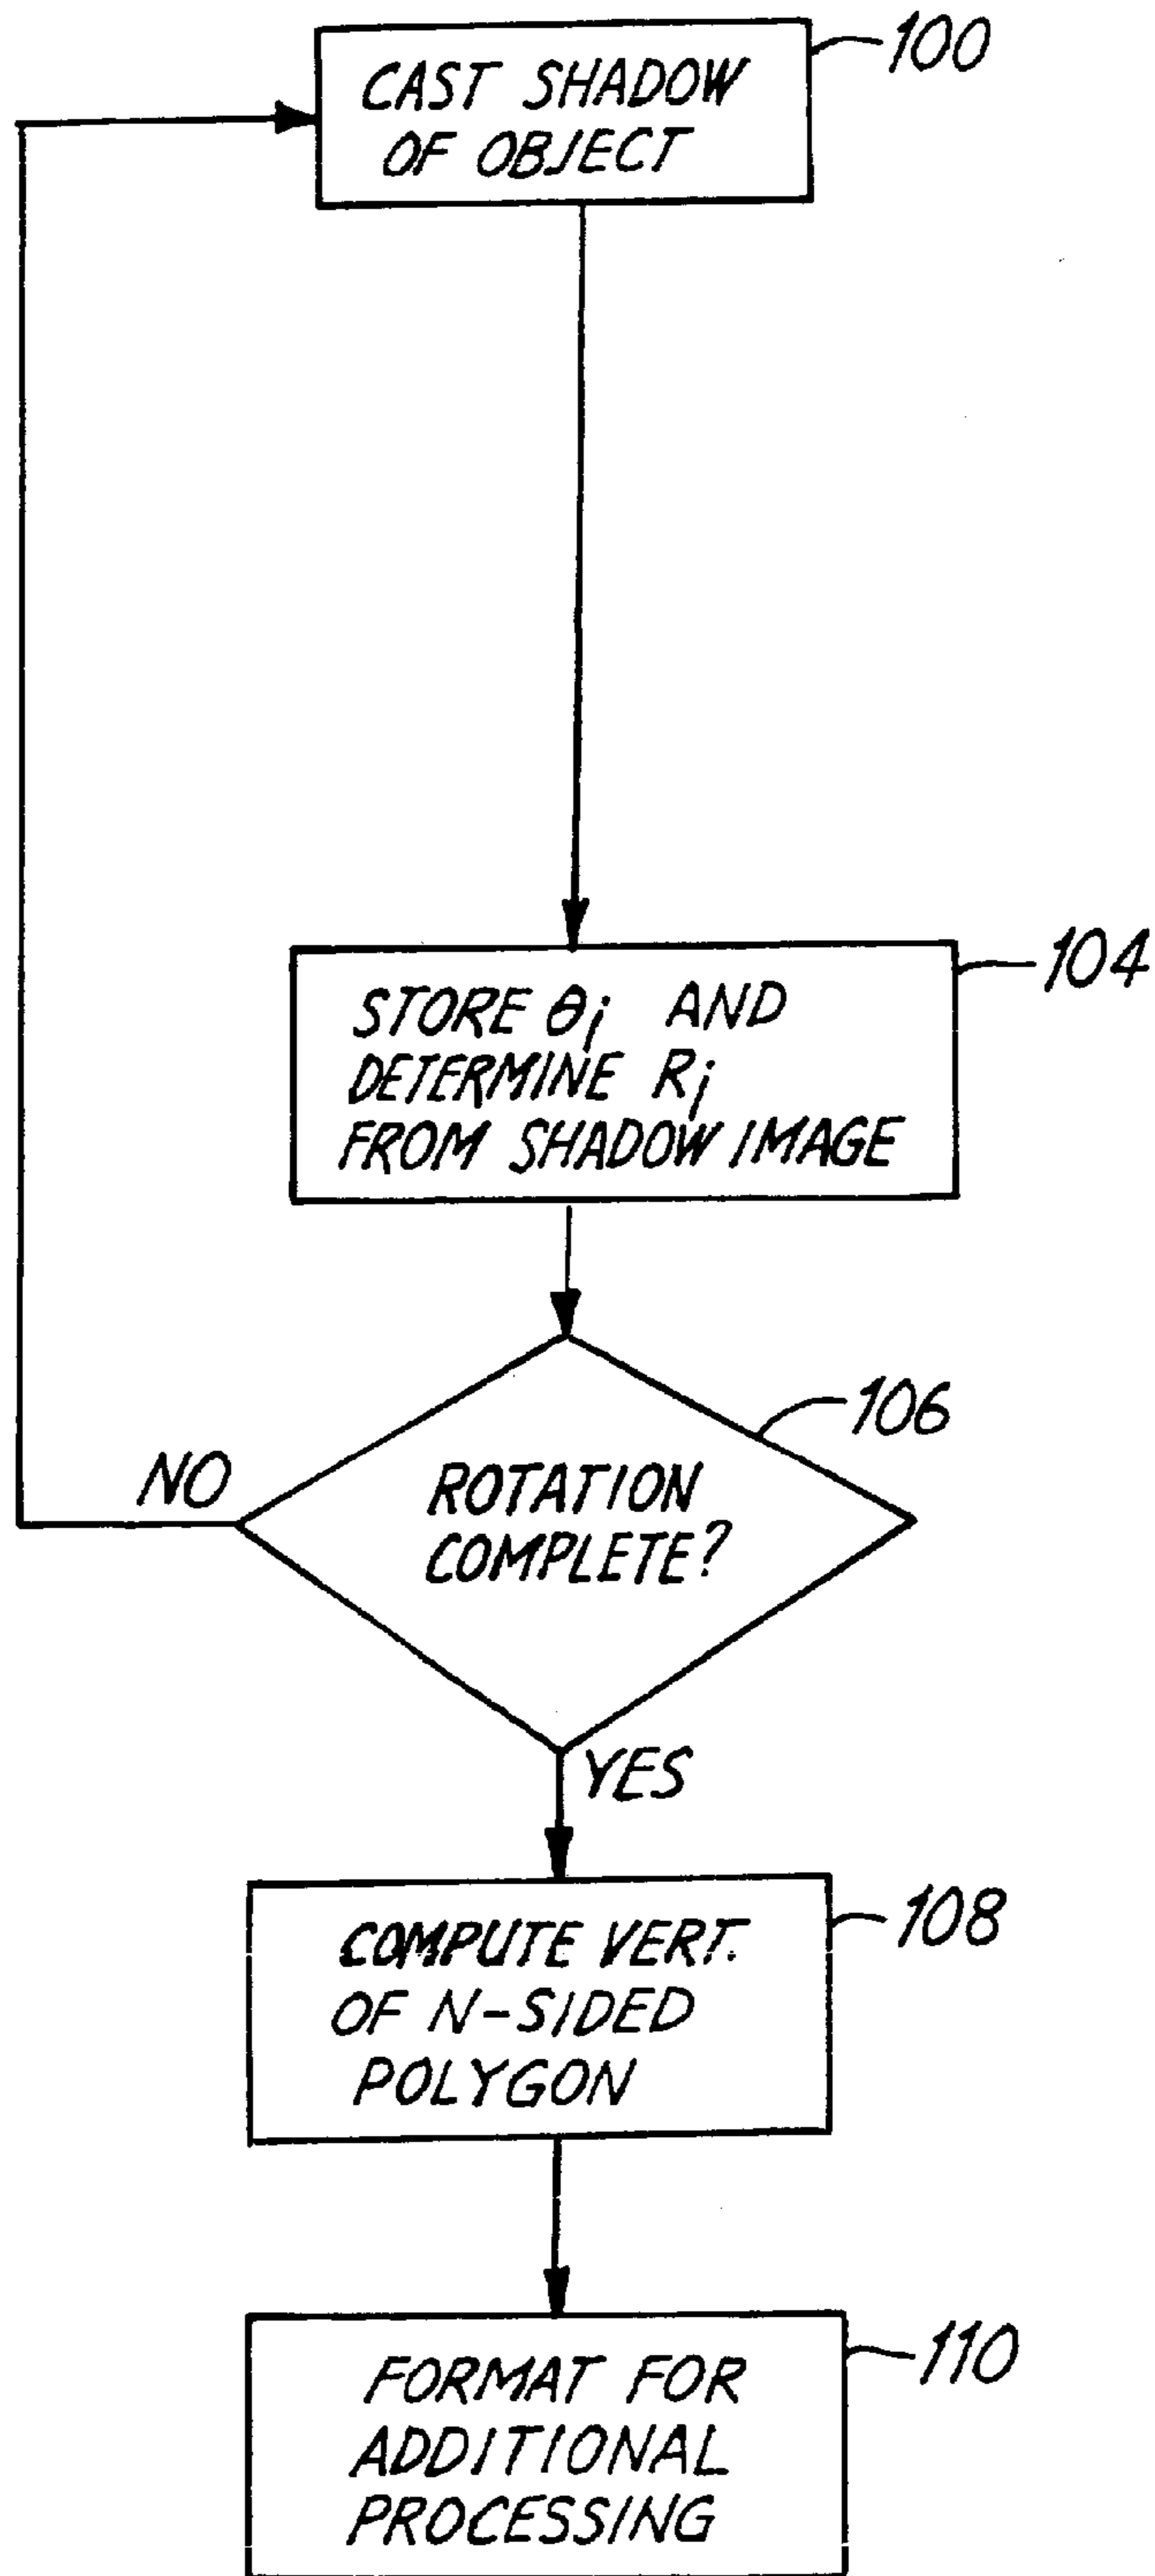 100
CAST SHADOW
OF OBJECT
104
STORE θi AND
DETERMINE Ri
FROM SHADOW IMAGE
106
NO
ROTATION
COMPLETE?
YES
108
COMPUTE VERT.
OF N-SIDED
POLYGON
110
FORMAT FOR
ADDITIONAL
PROCESSING